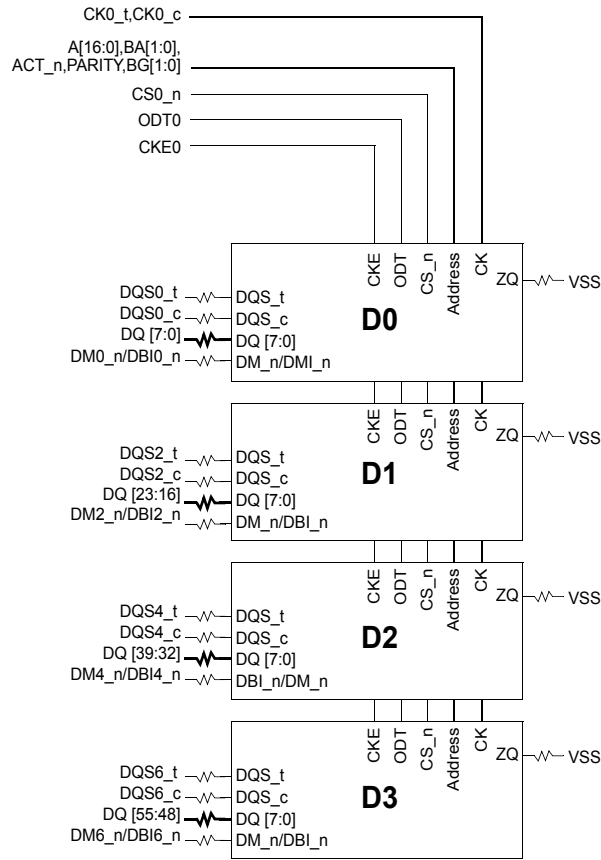 CK0_t,CK0_c
A[16:0],BA[1:0],
ACT_n,PARITY,BG[1:0]
CS0_n
ODT0
CKE0
CKE
ODT
CS_n
Address
CK
ZQ
VSS
DQS0_t
DQS_t
DQS0_c
DQS_c
D0
DQ [7:0]
DQ [7:0]
DM0_n/DBI0_n
DM_n/DMI_n
CKE
ODT
CS_n
Address
CK
ZQ
VSS
DQS2_t
DQS_t
DQS2_c
DQS_c
D1
DQ [23:16]
DQ [7:0]
DM2_n/DBI2_n
DM_n/DBI_n
CKE
ODT
CS_n
Address
CK
ZQ
VSS
DQS4_t
DQS_t
DQS4_c
DQS_c
D2
DQ [39:32]
DQ [7:0]
DM4_n/DBI4_n
DBI_n/DM_n
CKE
ODT
CS_n
Address
CK
ZQ
VSS
DQS6_t
DQS_t
DQS6_c
DQS_c
D3
DQ [55:48]
DQ [7:0]
DM6_n/DBI6_n
DM_n/DBI_n